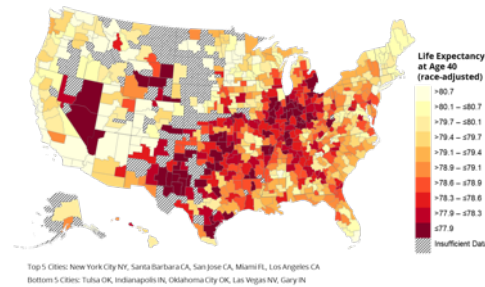 Life Expectancy
at Age 40
(race-adjusted)
>80.7
>80.1 – ≤80.7
>79.7 – ≤80.1
>79.4 – ≤79.7
>79.1 – ≤79.4
>78.9 – ≤79.1
>78.6 – ≤78.9
>78.3 – ≤78.6
>77.9 – ≤78.3
≤77.9
Insufficient Data
Top 5 Cities: New York City NY, Santa Barbara CA, San Jose CA, Miami FL, Los Angeles CA
Bottom 5 Cities: Tulsa OK, Indianapolis IN, Oklahoma City OK, Las Vegas NV, Gary IN